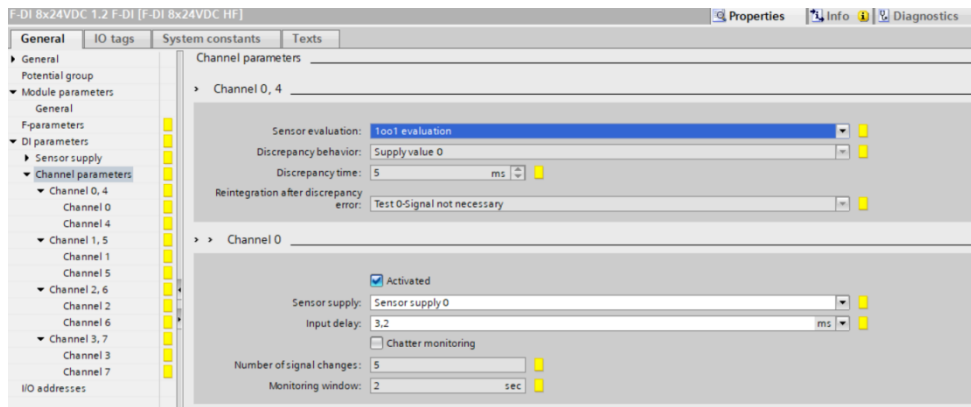 F-DI 8x24VDC 1.2 F-DI [F-DI 8x24VDC HF]
Properties Info Diagnostics
General IO tags System constants Texts
General
Potential group
Module parameters
General
F-parameters
DI parameters
Sensor supply
Channel parameters
Channel 0, 4
Channel 0
Channel 4
Channel 1, 5
Channel 1
Channel 5
Channel 2, 6
Channel 2
Channel 6
Channel 3, 7
Channel 3
Channel 7
I/O addresses
Channel parameters
> Channel 0, 4
Sensor evaluation: 1oo1 evaluation
Discrepancy behavior: Supply value 0
Discrepancy time: 5 ms
Reintegration after discrepancy
error: Test 0-Signal not necessary
> > Channel 0
Activated
Sensor supply: Sensor supply 0
Input delay: 3,2 ms
Chatter monitoring
Number of signal changes: 5
Monitoring window: 2 sec